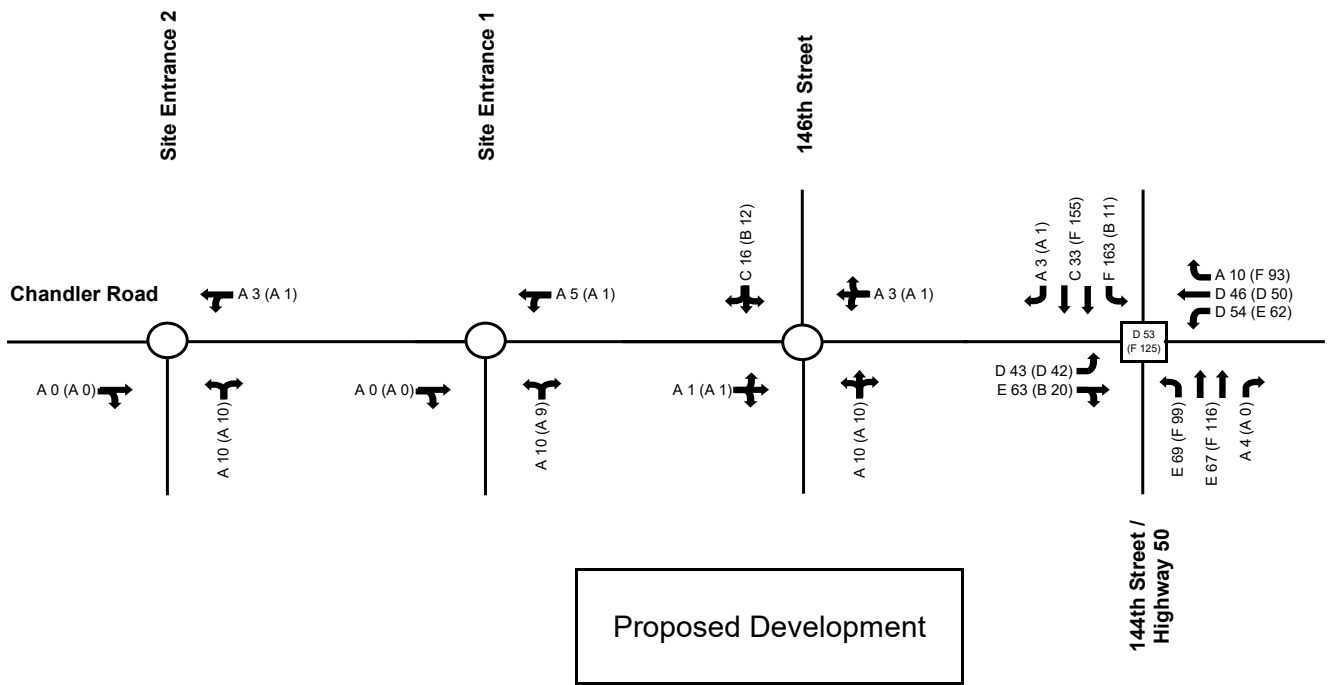 Site Entrance 2
Site Entrance 1
146th Street
Chandler Road
A 3 (A 1)
A 5 (A 1)
C 16 (B 12)
A 3 (A 1)
A 3 (A 1)
C 33 (F 155)
F 163 (B 11)
A 10 (F 93)
D 46 (D 50)
D 54 (E 62)
D 53
(F 125)
A 0 (A 0)
A 10 (A 10)
A 0 (A 0)
A 10 (A 9)
A 1 (A 1)
A 10 (A 10)
D 43 (D 42)
E 63 (B 20)
E 69 (F 99)
E 67 (F 116)
A 4 (A 0)
144th Street /
Highway 50
Proposed Development